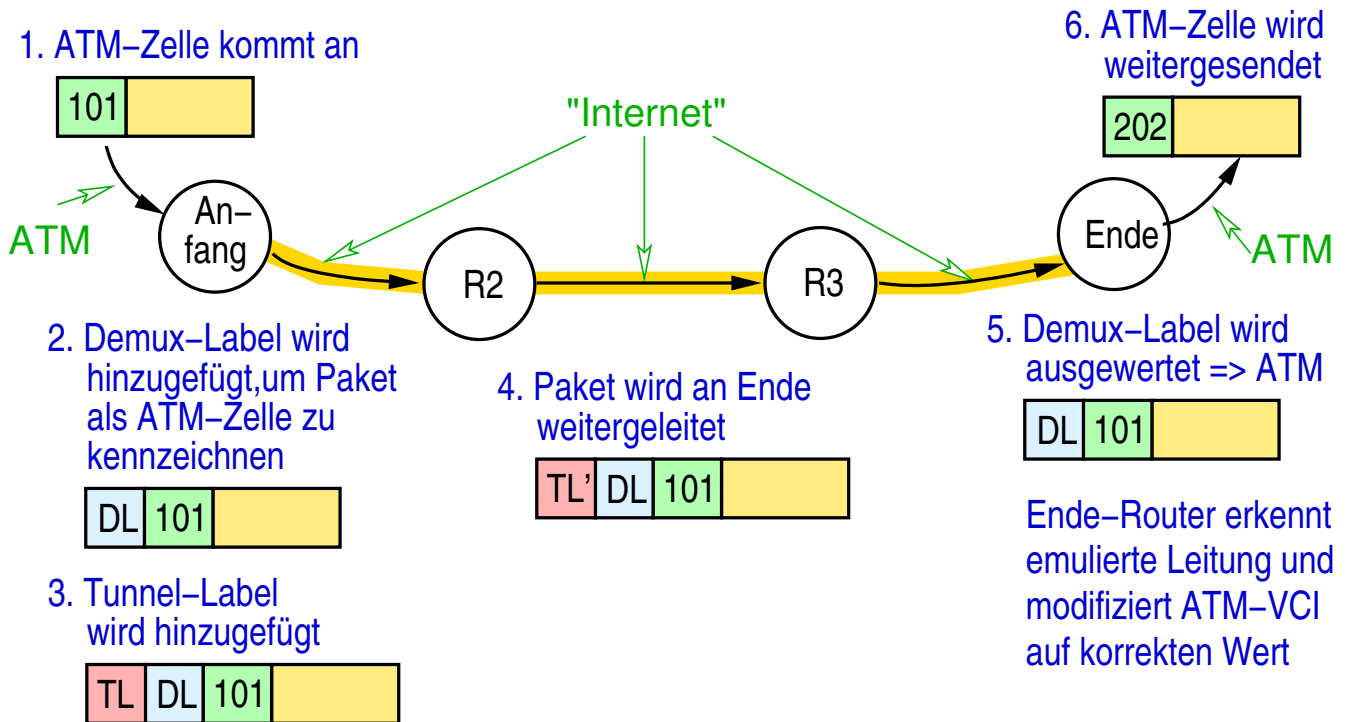 1. ATM–Zelle kommt an
101
ATM
An–
fang
"Internet"
R2
R3
6. ATM–Zelle wird
weitergesendet
202
Ende
ATM
2. Demux–Label wird
hinzugefügt,um Paket
als ATM–Zelle zu
kennzeichnen
DL 101
3. Tunnel–Label
wird hinzugefügt
TL DL 101
4. Paket wird an Ende
weitergeleitet
TL’ DL 101
5. Demux–Label wird
ausgewertet => ATM
DL 101
Ende–Router erkennt
emulierte Leitung und
modifiziert ATM–VCI
auf korrekten Wert